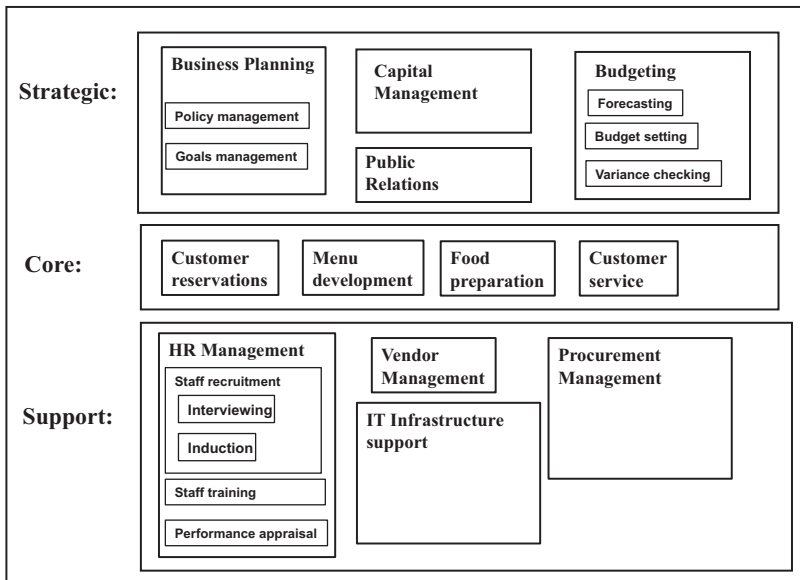 Strategic:
Business Planning
Policy management
Goals management
Capital
Management
Public
Relations
Budgeting
Forecasting
Budget setting
Variance checking
Core:
Customer
reservations
Menu
development
Food
preparation
Customer
service
Support:
HR Management
Staff recruitment
Interviewing
Induction
Staff training
Performance appraisal
Vendor
Management
IT Infrastructure
support
Procurement
Management